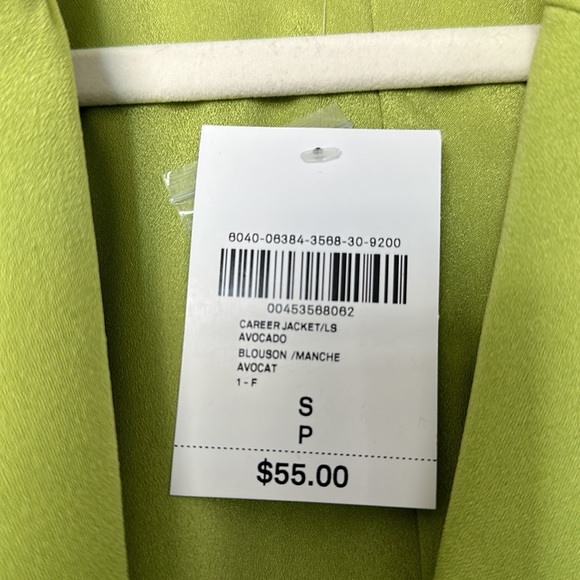 6040-06384-3568-30-9200
00453568062
CAREER JACKET/LS
AVOCADO
BLOUSON /MANCHE
AVOCAT
1 - F
S
P
$55.00